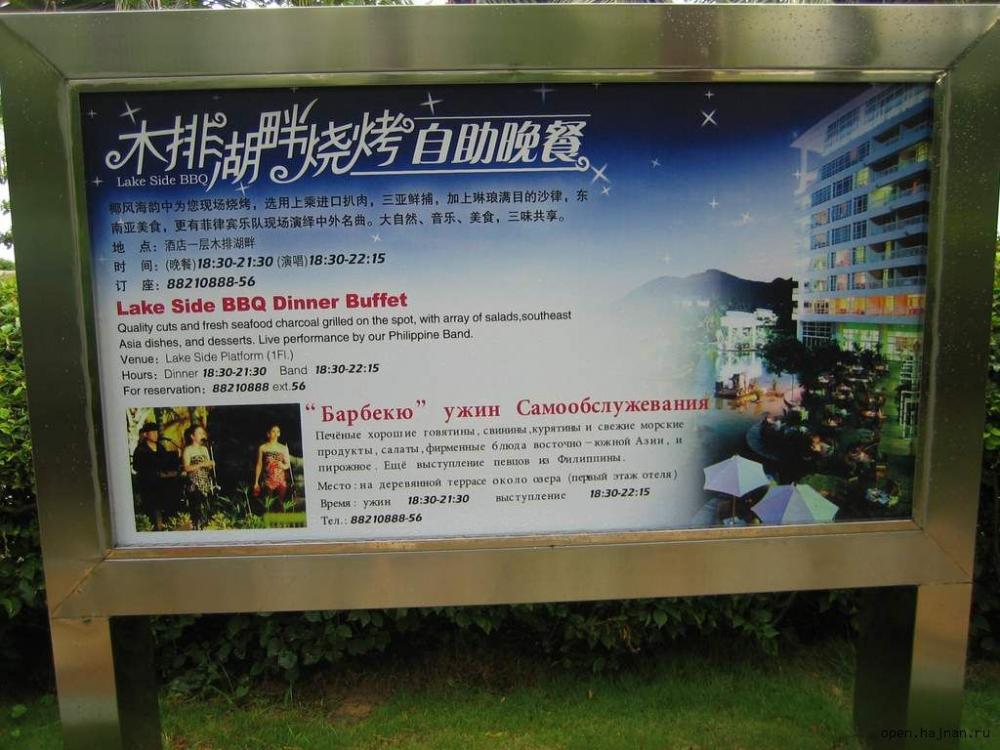 木排湖畔烧烤自助晚餐
Lake Side BBQ
椰风海韵中为您现场烧烤，选用上乘进口扒肉，三亚鲜捕，加上琳琅满目的沙律，东
南亚美食，更有菲律宾乐队现场演绎中外名曲。大自然、音乐、美食，三味共享。
地 点：酒店一层木排湖畔
时 间：(晚餐)18:30-21:30 (演唱)18:30-22:15
订 座：88210888-56
Lake Side BBQ Dinner Buffet
Quality cuts and fresh seafood charcoal grilled on the spot, with array of salads,southeast
Asia dishes, and desserts. Live performance by our Philippine Band.
Venue：Lake Side Platform (1Fl.)
Hours：Dinner 18:30-21:30 Band 18:30-22:15
For reservation：88210888 ext.56
“Барбекю” ужин Самообслужевания
Печёные хорошие говятины, свинины,курятины и свежие морские
продукты, салаты,фирменные блюда восточно－южной Азии, и
пирожное. Ещё выступление певцов из Филиппины.
Место: на деревянной террасе около озера (первый этаж отеля)
Время: ужин 18:30-21:30 выступление 18:30-22:15
Тел.: 88210888-56
open.hajnan.ru